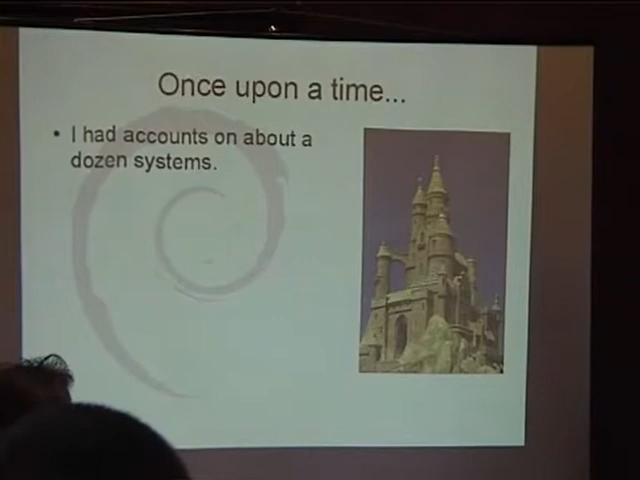 Once upon a time...
• I had accounts on about a
dozen systems.